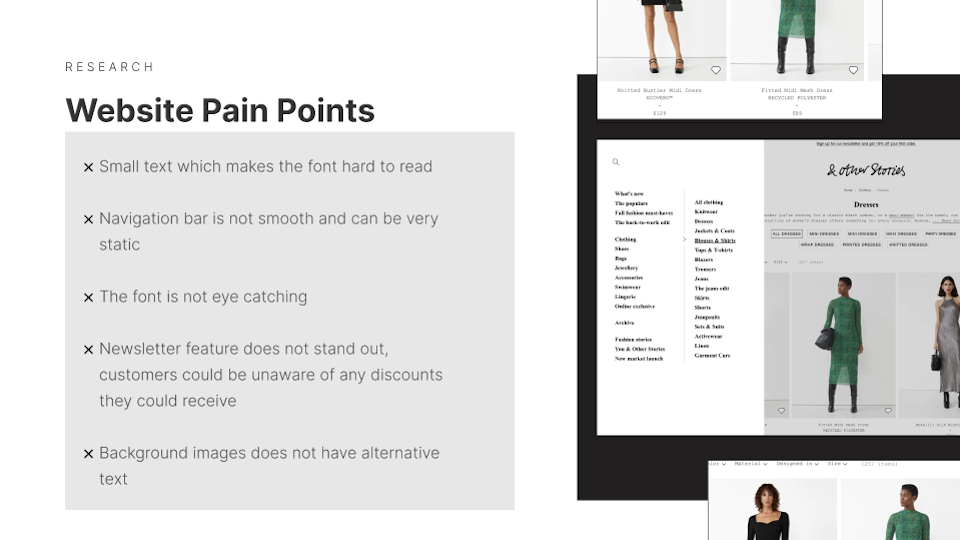 RESEARCH
Website Pain Points
× Small text which makes the font hard to read
× Navigation bar is not smooth and can be very
static
× The font is not eye catching
× Newsletter feature does not stand out,
customers could be unaware of any discounts
they could receive
× Background images does not have alternative
text
Knitted Bustier Midi Dress
ECOVERO™
£129
Fitted Midi Mesh Dress
RECYCLED POLYESTER
£89
Sign up for our newsletter and get 10% off your first order.
& other Stories
Home Clothing Dresses
Dresses
ALL DRESSES MINI DRESSES MIDI DRESSES MAXI DRESSES PARTY DRESSES
WRAP DRESSES PRINTED DRESSES KNITTED DRESSES
Size (257 items)
What's new
The populars
Full fashion must-haves
The back-to-work edit
Clothing
Shoes
Bags
Jewellery
Accessories
Swimwear
Lingerie
Online exclusive
Archive
Fashion stories
You & Other Stories
New market launch
All clothing
Knitwear
Dresses
Jackets & Coats
Blouses & Shirts
Tops & T-shirts
Blazers
Trousers
Jeans
The jeans edit
Skirts
Shorts
Jumpsuits
Sets & Suits
Activewear
Linen
Garment Care
Fitted Midi Mesh Dress
RECYCLED POLYESTER
Material Designed in Size (257 items)